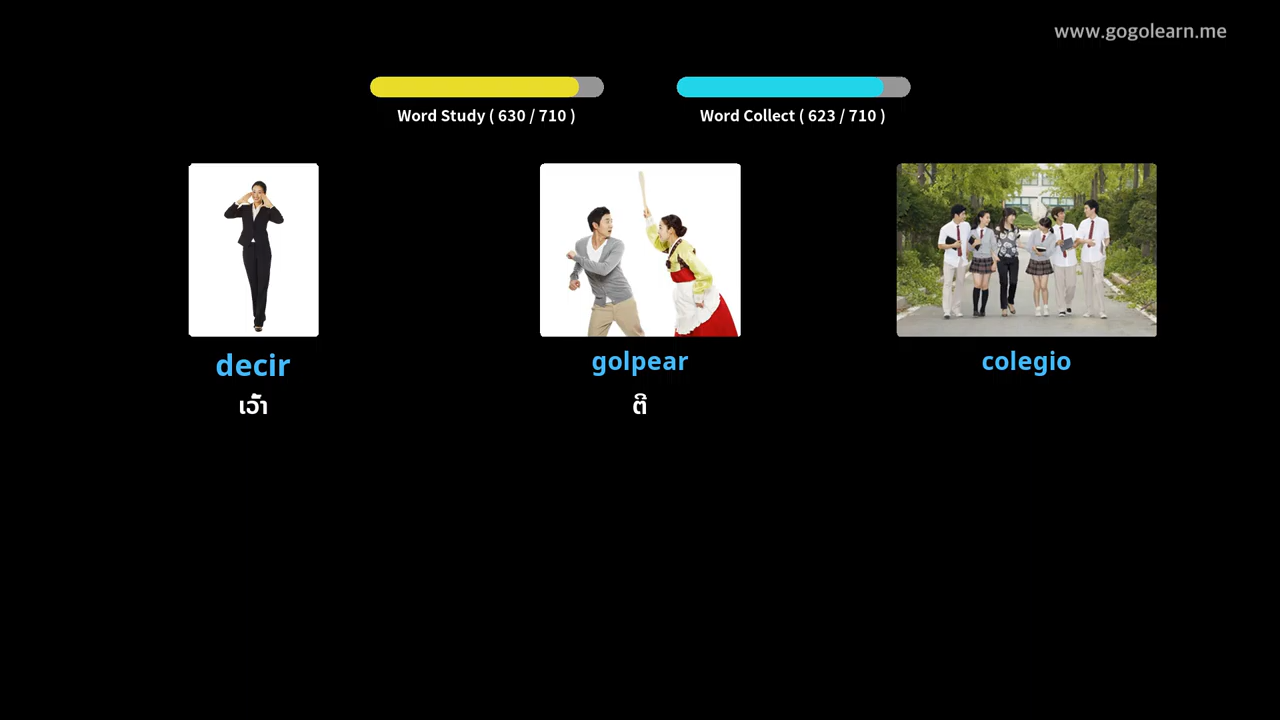 www.gogolearn.me
Word Study ( 630 / 710 )
Word Collect ( 623 / 710 )
decir
golpear
colegio
ເວົ້າ
ຕີ